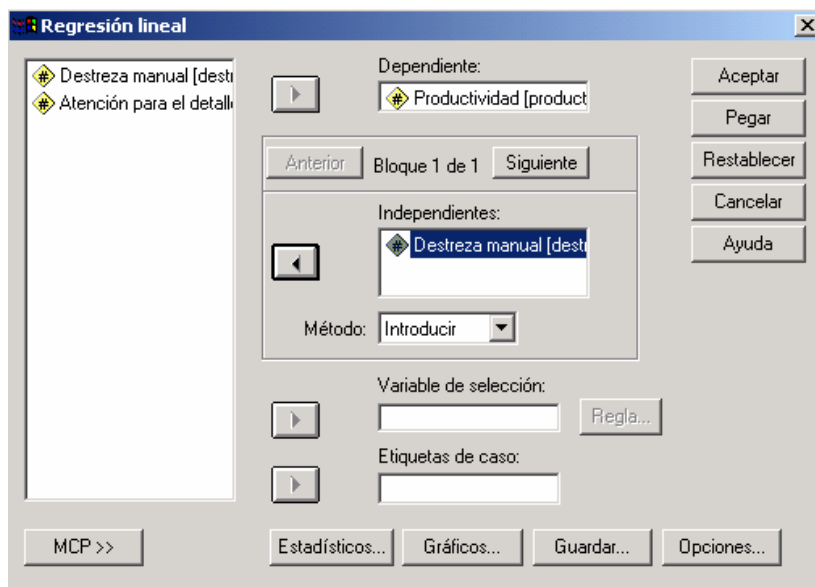 Regresión lineal
Destreza manual [destr
Atención para el detall
Dependiente:
Productividad [product
Anterior
Bloque 1 de 1
Siguiente
Independientes:
Destreza manual [destr
Método:
Introducir
Variable de selección:
Regla...
Etiquetas de caso:
MCP >>
Estadísticos...
Gráficos...
Guardar...
Opciones...
Aceptar
Pegar
Restablecer
Cancelar
Ayuda